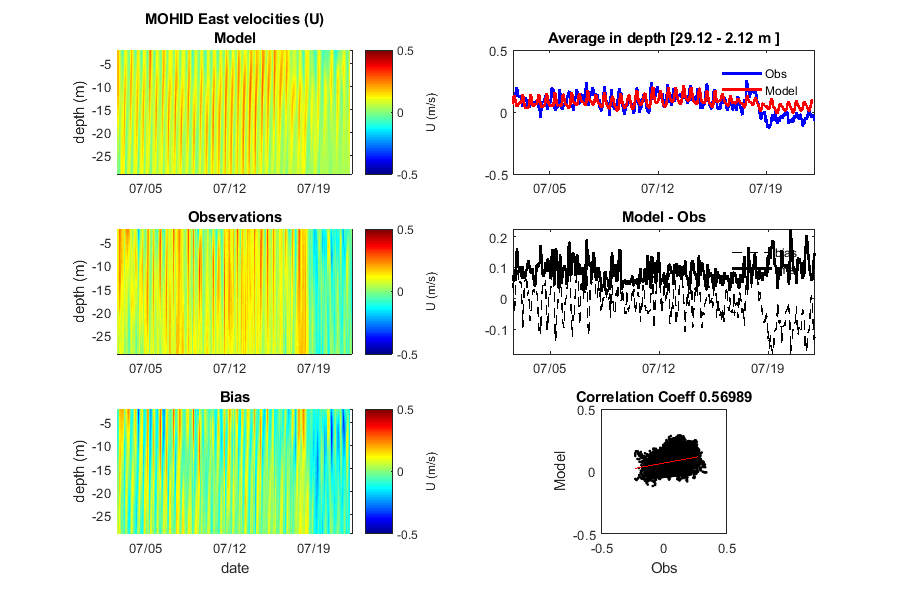 MOHID East velocities (U)
Model
-5
-10
-15
-20
-25
depth (m)
07/05
07/12
07/19
0.5
0
-0.5
U (m/s)
Average in depth [29.12 - 2.12 m ]
0.5
0
-0.5
Obs
Model
07/05
07/12
07/19
Observations
-5
-10
-15
-20
-25
depth (m)
07/05
07/12
07/19
0.5
0
-0.5
U (m/s)
Model - Obs
0.2
0.1
0
-0.1
07/05
07/12
07/19
Bias
-5
-10
-15
-20
-25
depth (m)
07/05
07/12
07/19
date
0.5
0
-0.5
U (m/s)
Correlation Coeff 0.56989
0.5
0
-0.5
Model
-0.5
0
0.5
Obs